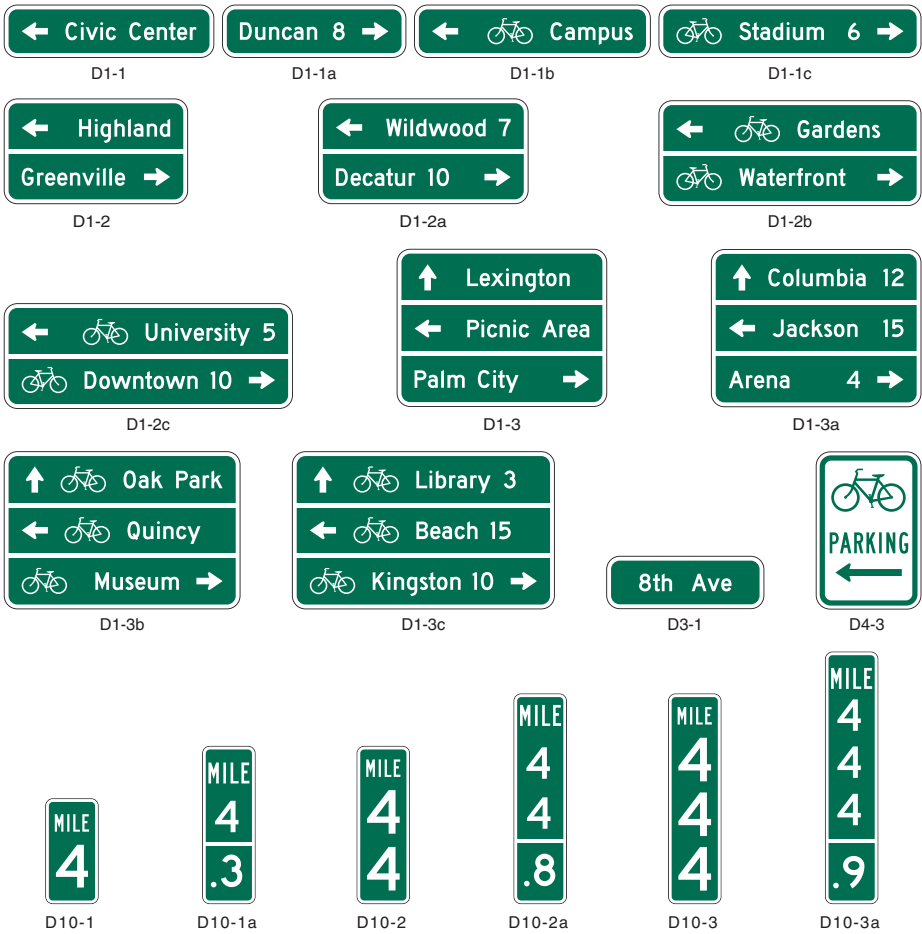 Civic Center
Duncan 8
Campus
Stadium 6
D1-1
D1-1a
D1-1b
D1-1c
Highland
Greenville
Wildwood 7
Decatur 10
Gardens
Waterfront
D1-2
D1-2a
D1-2b
University 5
Downtown 10
Lexington
Picnic Area
Palm City
Columbia 12
Jackson 15
Arena 4
D1-2c
D1-3
D1-3a
Oak Park
Quincy
Museum
Library 3
Beach 15
Kingston 10
8th Ave
PARKING
D1-3b
D1-3c
D3-1
D4-3
MILE
4
MILE
4
.3
MILE
4
4
MILE
4
4
.8
MILE
4
4
4
MILE
4
4
4
.9
D10-1
D10-1a
D10-2
D10-2a
D10-3
D10-3a